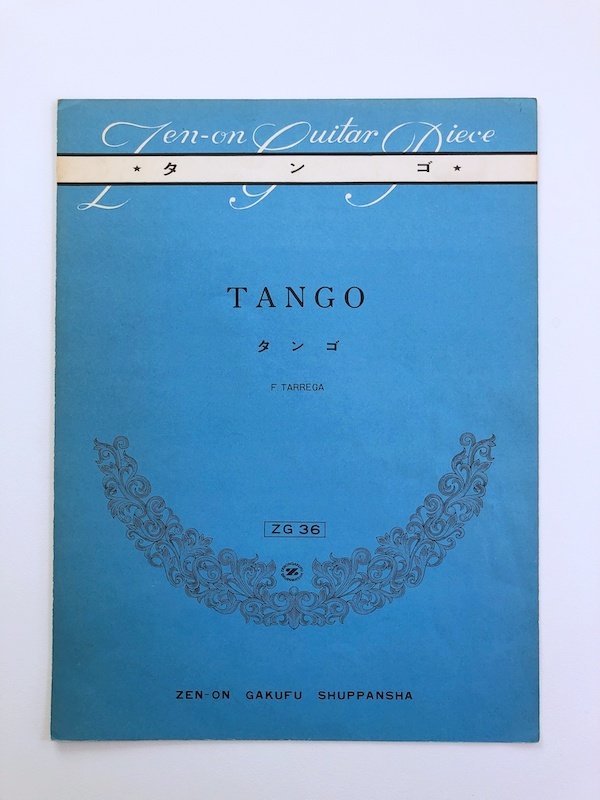 Zen-on Guitar Piece
★タンゴ★
TANGO
タンゴ
F. TARREGA
ZG 36
ZEN-ON GAKUFU SHUPPANSHA